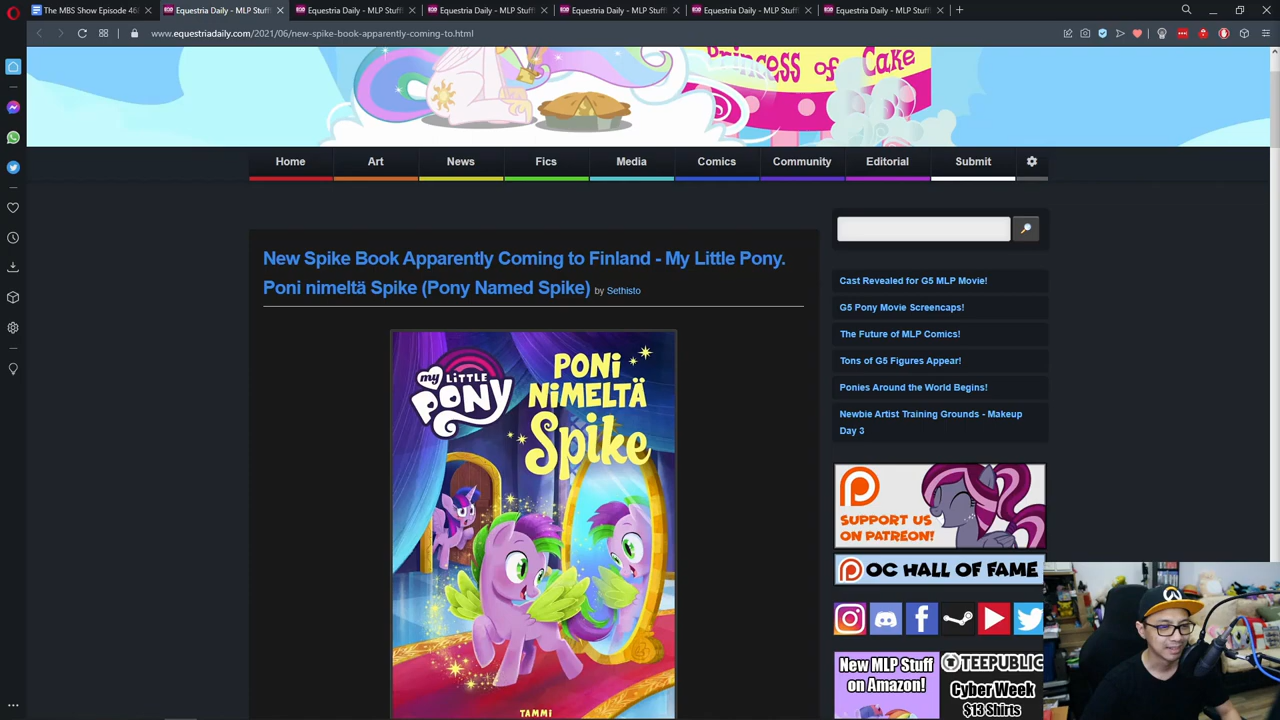 The MBS Show Episode 46
Equestria Daily - MLP Stuff
Equestria Daily - MLP Stuff
Equestria Daily - MLP Stuff
Equestria Daily - MLP Stuff
Equestria Daily - MLP Stuff
Equestria Daily - MLP Stuff
www.equestriadaily.com/2021/06/new-spike-book-apparently-coming-to.html
Princess of Cake
Home
Art
News
Fics
Media
Comics
Community
Editorial
Submit
New Spike Book Apparently Coming to Finland - My Little Pony.
Poni nimeltä Spike (Pony Named Spike) by Sethisto
my LiTTLE
PONY
PONi
NiMELTÄ
Spike
TAMMI
Cast Revealed for G5 MLP Movie!
G5 Pony Movie Screencaps!
The Future of MLP Comics!
Tons of G5 Figures Appear!
Ponies Around the World Begins!
Newbie Artist Training Grounds - Makeup
Day 3
SUPPORT US
ON PATREON!
OC HALL OF FAME
New MLP Stuff
on Amazon!
TEEPUBLIC
Cyber Week
$13 Shirts